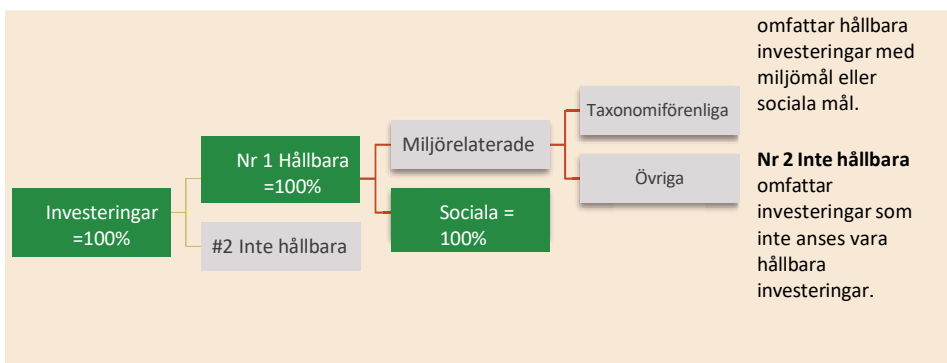 Investeringar
=100%
Nr 1 Hållbara
=100%
#2 Inte hållbara
Miljörelaterade
Sociala =
100%
Taxonomiförenliga
Övriga
omfattar hållbara
investeringar med
miljömål eller
sociala mål.
Nr 2 Inte hållbara
omfattar
investeringar som
inte anses vara
hållbara
investeringar.